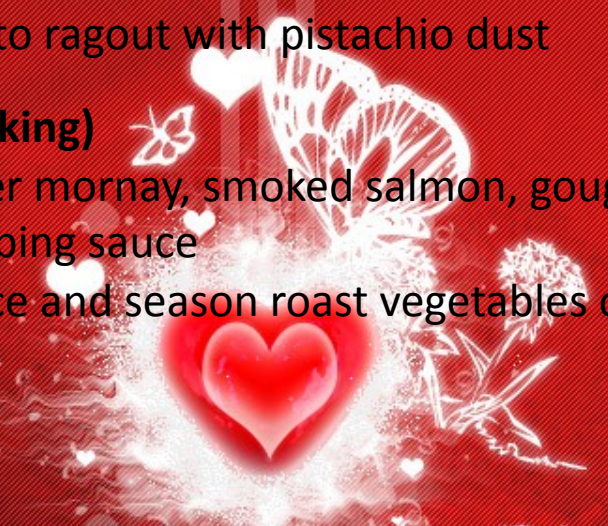 to ragout with pistachio dust
king)
er mornay, smoked salmon, goug
ping sauce
ce and season roast vegetables